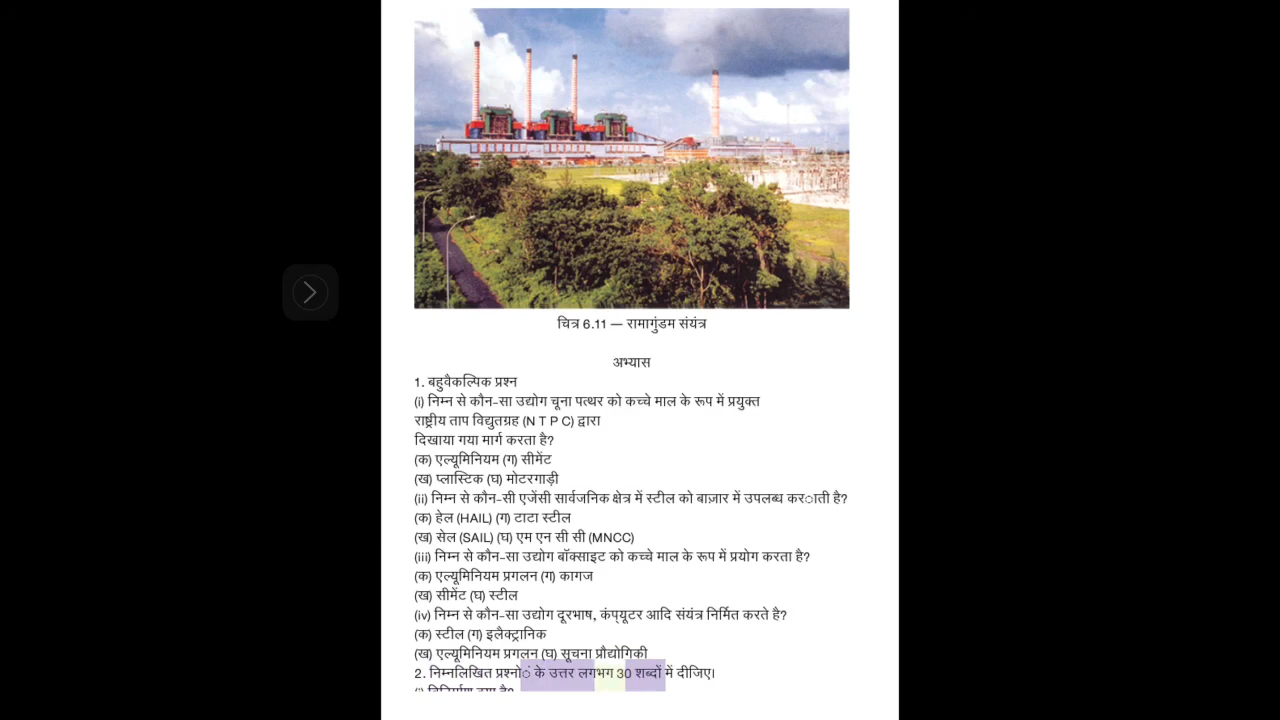 चित्र 6.11 — रामागुंडम संयंत्र
अभ्यास
1. बहुवैकल्पिक प्रश्न
(i) निम्न से कौन-सा उद्योग चूना पत्थर को कच्चे माल के रूप में प्रयुक्त
राष्ट्रीय ताप विद्युतग्रह (N T P C) द्वारा
दिखाया गया मार्ग करता है?
(क) एल्यूमिनियम (ग) सीमेंट
(ख) प्लास्टिक (घ) मोटरगाड़ी
(ii) निम्न से कौन-सी एजेंसी सार्वजनिक क्षेत्र में स्टील को बाज़ार में उपलब्ध कर ाती है?
(क) हेल (HAIL) (ग) टाटा स्टील
(ख) सेल (SAIL) (घ) एम एन सी सी (MNCC)
(iii) निम्न से कौन-सा उद्योग बॉक्साइट को कच्चे माल के रूप में प्रयोग करता है?
(क) एल्यूमिनियम प्रगलन (ग) कागज
(ख) सीमेंट (घ) स्टील
(iv) निम्न से कौन-सा उद्योग दूरभाष, कंप्यूटर आदि संयंत्र निर्मित करते है?
(क) स्टील (ग) इलैक्ट्रानिक
(ख) एल्यूमिनियम प्रगलन (घ) सूचना प्रौद्योगिकी
2. निम्नलिखित प्रश्नो ं के उत्तर लगभग 30 शब्दों में दीजिए।